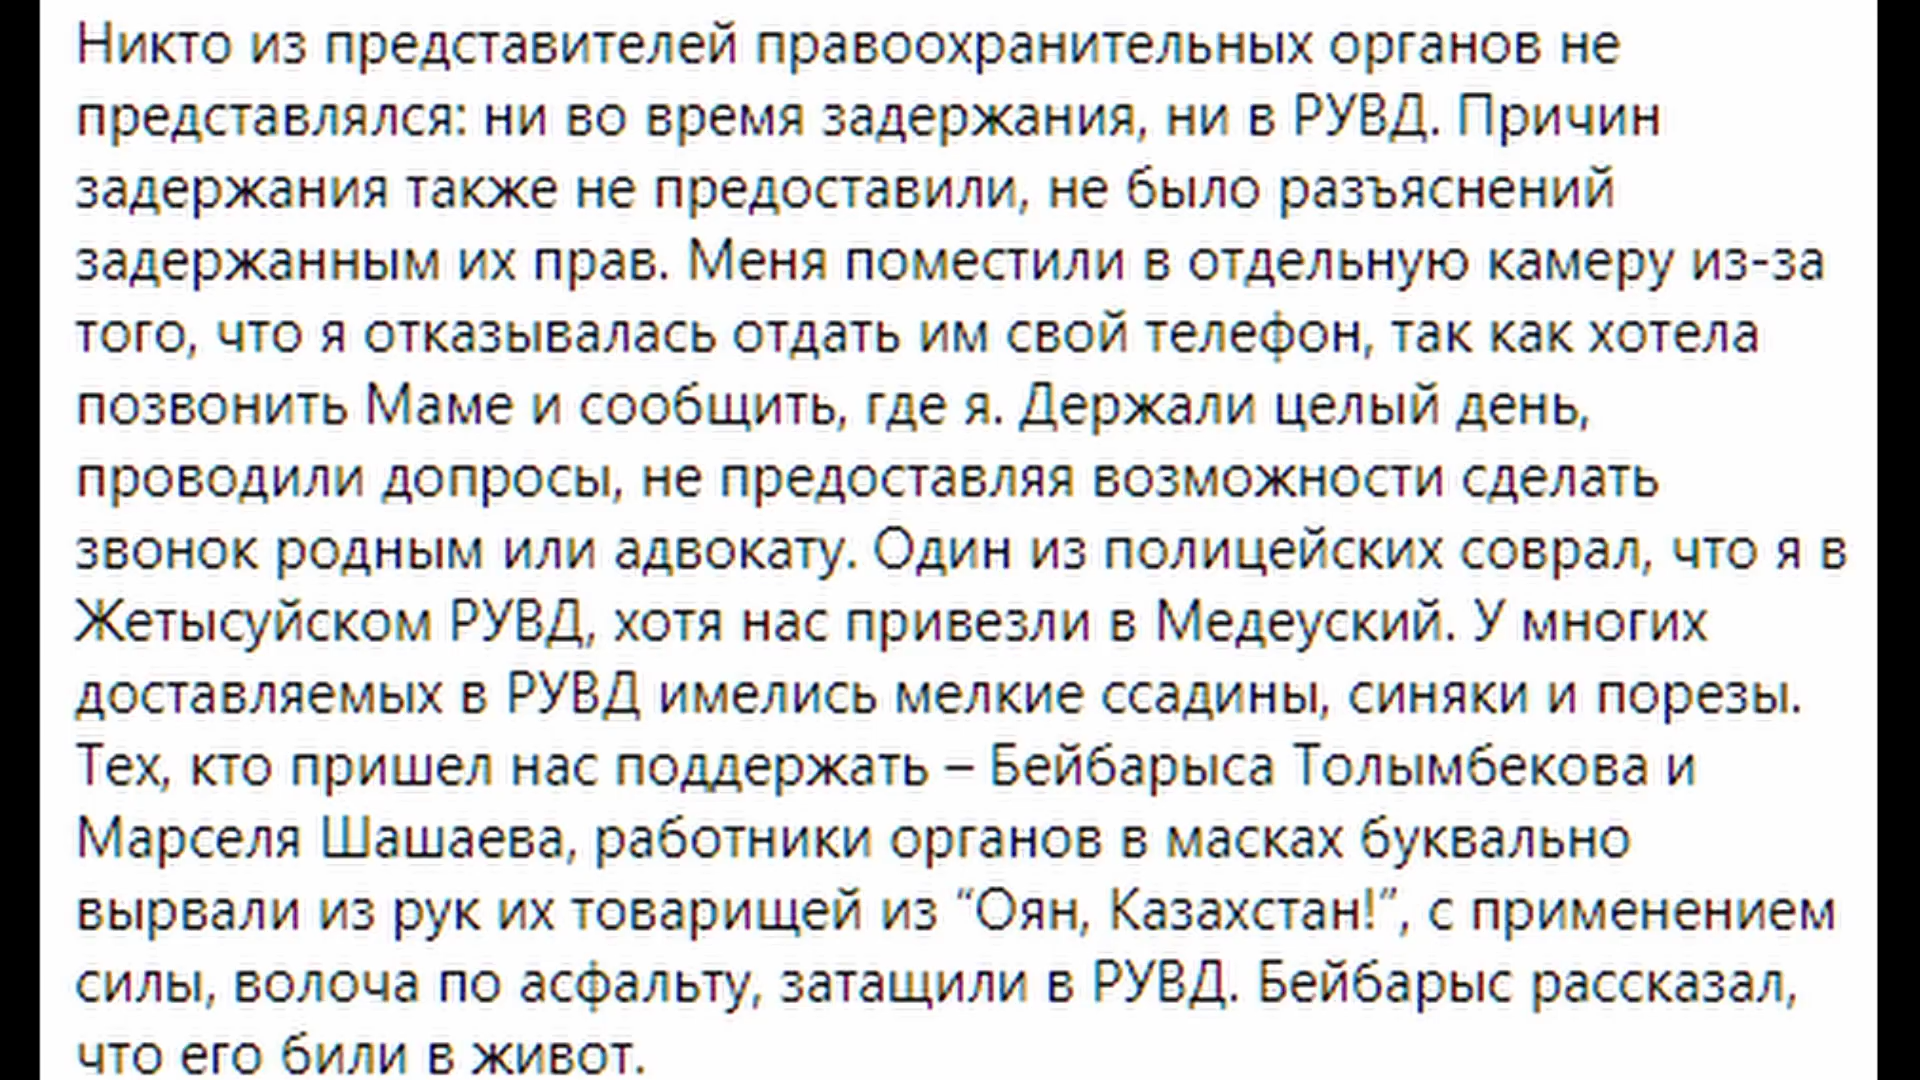 Никто из представителей правоохранительных органов не
представлялся: ни во время задержания, ни в РУВД. Причин
задержания также не предоставили, не было разъяснений
задержанным их прав. Меня поместили в отдельную камеру из-за
того, что я отказывалась отдать им свой телефон, так как хотела
позвонить Маме и сообщить, где я. Держали целый день,
проводили допросы, не предоставляя возможности сделать
звонок родным или адвокату. Один из полицейских соврал, что я в
Жетысуйском РУВД, хотя нас привезли в Медеуский. У многих
доставляемых в РУВД имелись мелкие ссадины, синяки и порезы.
Тех, кто пришел нас поддержать – Бейбарыса Толымбекова и
Марселя Шашаева, работники органов в масках буквально
вырвали из рук их товарищей из “Оян, Казахстан!”, с применением
силы, волоча по асфальту, затащили в РУВД. Бейбарыс рассказал,
что его били в живот.